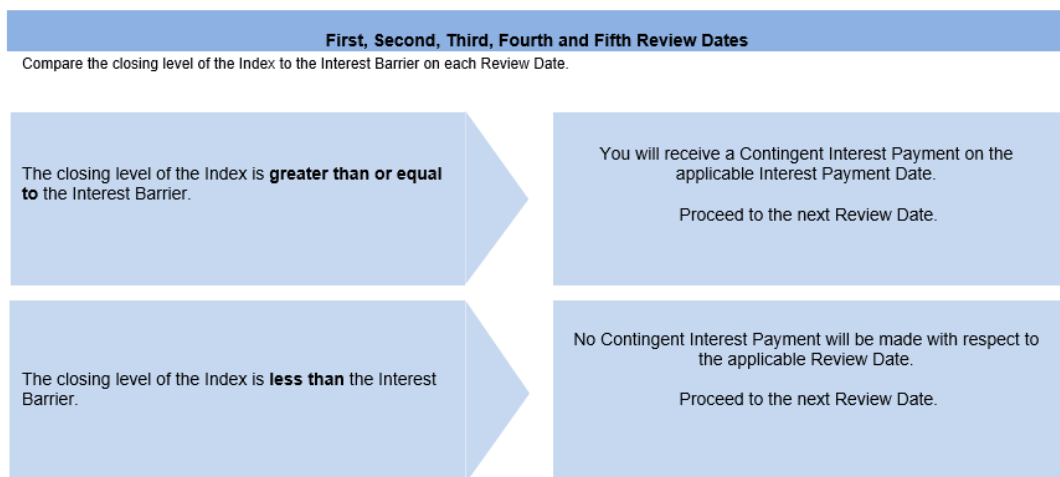 First, Second, Third, Fourth and Fifth Review Dates
Compare the closing level of the Index to the Interest Barrier on each Review Date.
The closing level of the Index is greater than or equal
to the Interest Barrier.
You will receive a Contingent Interest Payment on the
applicable Interest Payment Date.
Proceed to the next Review Date.
The closing level of the Index is less than the Interest
Barrier.
No Contingent Interest Payment will be made with respect to
the applicable Review Date.
Proceed to the next Review Date.